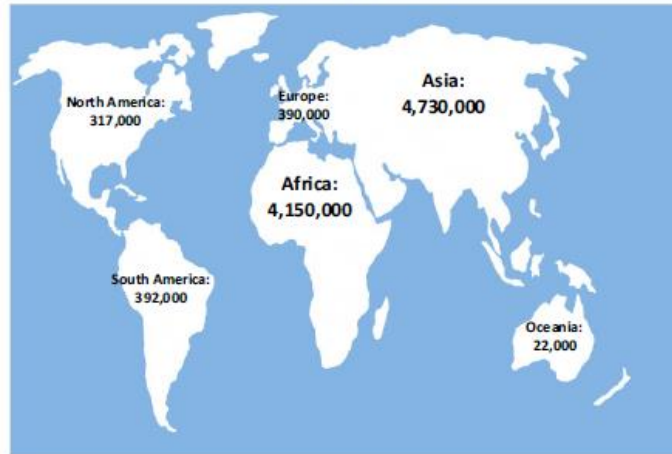 North America:
317,000
Europe:
390,000
Asia:
4,730,000
Africa:
4,150,000
South America:
392,000
Oceania:
22,000